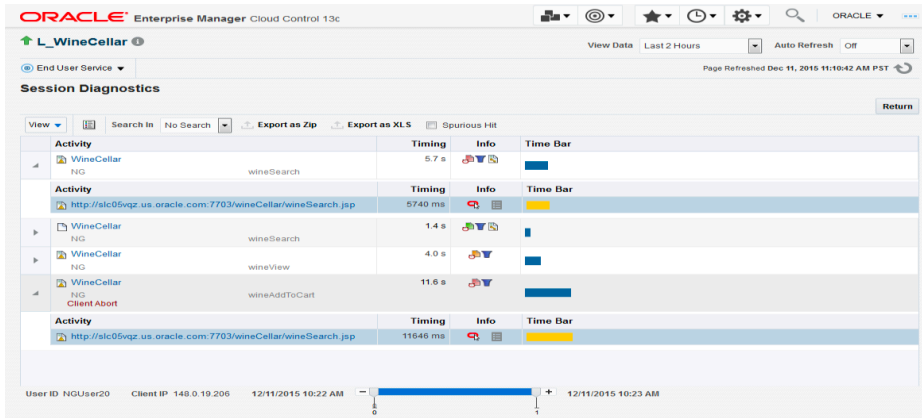 ORACLE Enterprise Manager Cloud Control 13c
ORACLE
L_WineCellar
View Data Last 2 Hours Auto Refresh Off
End User Service
Page Refreshed Dec 11, 2015 11:10:42 AM PST
Session Diagnostics
Return
View Search In No Search Export as Zip Export as XLS Spurious Hit
Activity Timing Info Time Bar
WineCellar 5.7 s
NG wineSearch
Activity Timing Info Time Bar
http://slc05vqz.us.oracle.com:7703/wineCellar/wineSearch.jsp 5740 ms
WineCellar 1.4 s
NG wineSearch
WineCellar 4.0 s
NG wineView
WineCellar 11.6 s
NG wineAddToCart
Client Abort
Activity Timing Info Time Bar
http://slc05vqz.us.oracle.com:7703/wineCellar/wineSearch.jsp 11646 ms
User ID NGUser20 Client IP 148.0.19.206 12/11/2015 10:22 AM 12/11/2015 10:23 AM
0 1